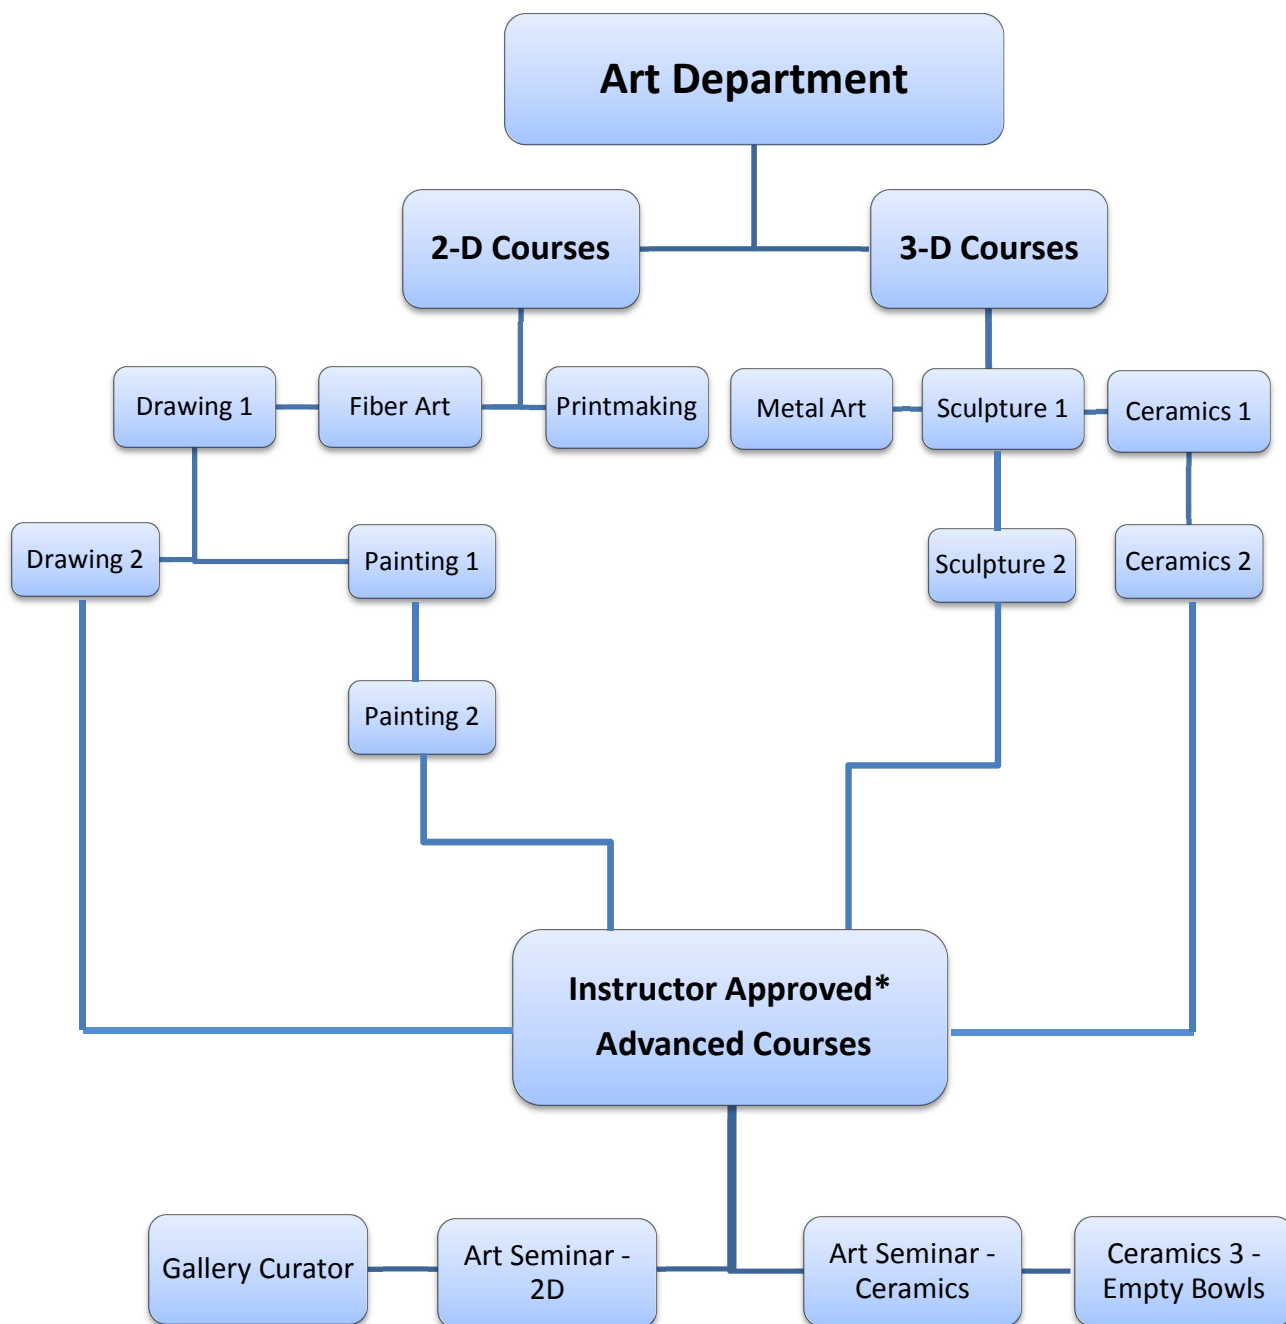 Art Department
2-D Courses
3-D Courses
Drawing 1
Fiber Art
Printmaking
Metal Art
Sculpture 1
Ceramics 1
Drawing 2
Painting 1
Sculpture 2
Ceramics 2
Painting 2
Instructor Approved*
Advanced Courses
Gallery Curator
Art Seminar -
2D
Art Seminar -
Ceramics
Ceramics 3 -
Empty Bowls